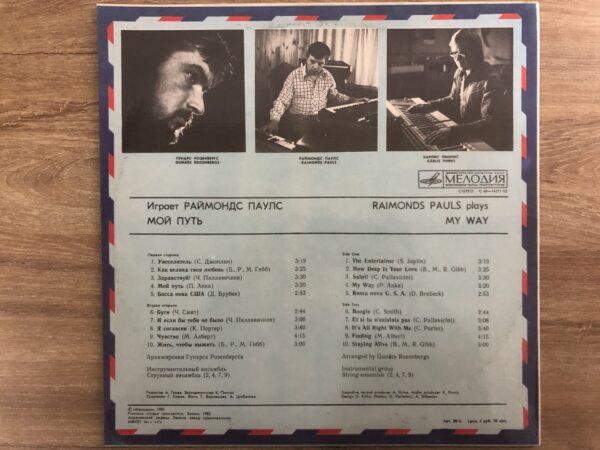 ГУНАРС РОЗЕНБЕРГС
GUNARS ROZENBERGS
РАЙМОНДС ПАУЛС
RAIMONDS PAULS
КАРЛИС ПИННИС
KĀRLIS PINNIS
МЕЛОДИЯ
СТЕРЕО
Играет РАЙМОНДС ПАУЛС
МОЙ ПУТЬ
RAIMONDS PAULS plays
MY WAY
Первая сторона
1. Увеселитель (С. Джоплин) 3:19
2. Как велика твоя любовь (Б., Р., М. Гибб) 3:25
3. Здравствуй! (Ч. Паллавичини) 3:30
4. Мой путь (П. Анка) 3:20
5. Босса нова США (Д. Брубек) 2:53
Вторая сторона
6. Буги (Ч. Смит) 2:44
7. И если бы тебя не было (Ч. Паллавичини) 3:08
8. Я согласен (К. Портер) 3:40
9. Чувство (М. Алберт) 4:15
10. Жить, чтобы выжить (Б., Р., М. Гибб) 3:00
Аранжировки Гунарса Розенбергса
Инструментальный ансамбль
Струнный ансамбль (2, 4, 7, 9)
Side One
1. The Entertainer (S. Joplin) 3:19
2. How Deep Is Your Love (B., M., R. Gibb) 3:25
3. Salut! (C. Pallavicini) 3:30
4. My Way (P. Anka) 3:20
5. Bossa nova U. S. A. (D. Brubeck) 2:53
Side Two
6. Boogie (C. Smith) 2:44
7. Et si tu n'existais pas (C. Pallavicini) 3:08
8. It's All Right With Me (C. Porter) 3:40
9. Feeling (M. Albert) 4:15
10. Staying Alive (B., M., R. Gibb) 3:00
Arranged by Gunārs Rozenbergs
Instrumental group
String ensemble (2, 4, 7, 9)
© «Мелодия», 1980